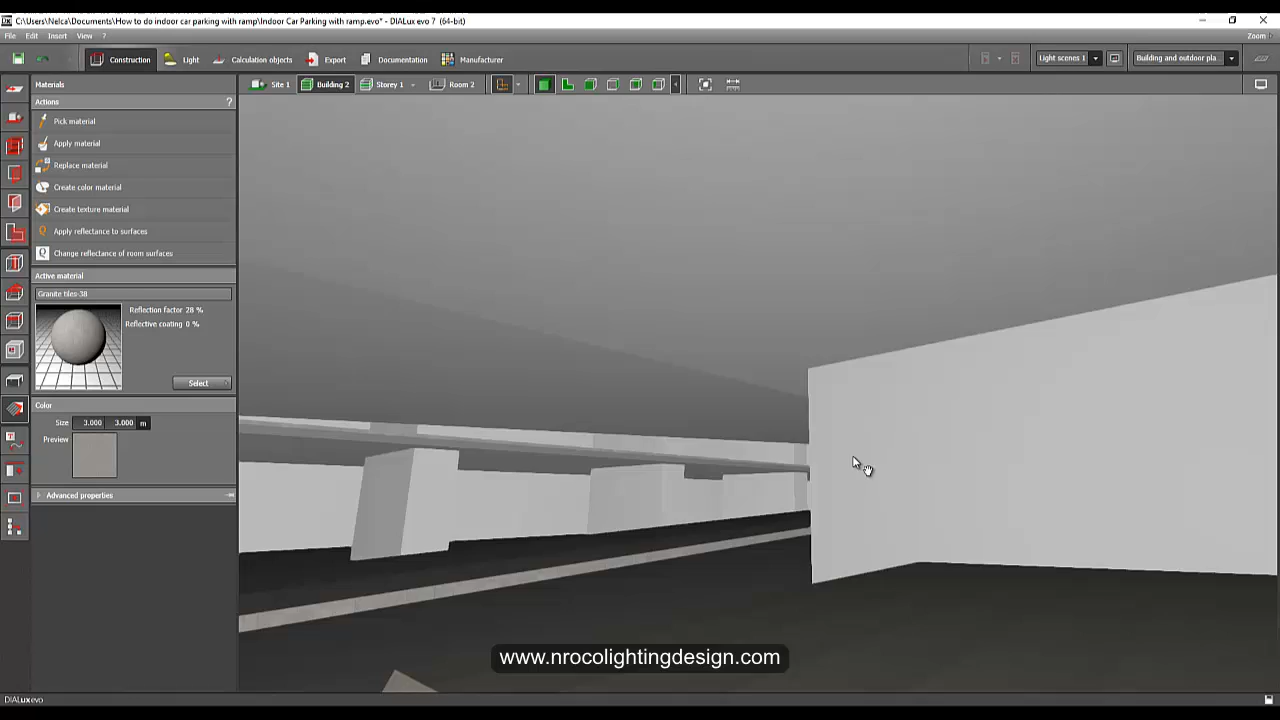 C:\Users\Nelca\Documents\How to do indoor car parking with ramp\Indoor Car Parking with ramp.evo* - DIALux evo 7 (64-bit)
File Edit Insert View ? Zoom
Construction Light Calculation objects Export Documentation Manufacturer Light scenes 1 Building and outdoor pla...
Materials Site 1 Building 2 Storey 1 Room 2
Actions ?
Pick material
Apply material
Replace material
Create color material
Create texture material
Apply reflectance to surfaces
Change reflectance of room surfaces
Active material
Granite tiles-38
Reflection factor 28 %
Reflective coating 0 %
Select
Color
Size 3.000 3.000 m
Preview
Advanced properties
www.nrocolightingdesign.com
DIALux evo